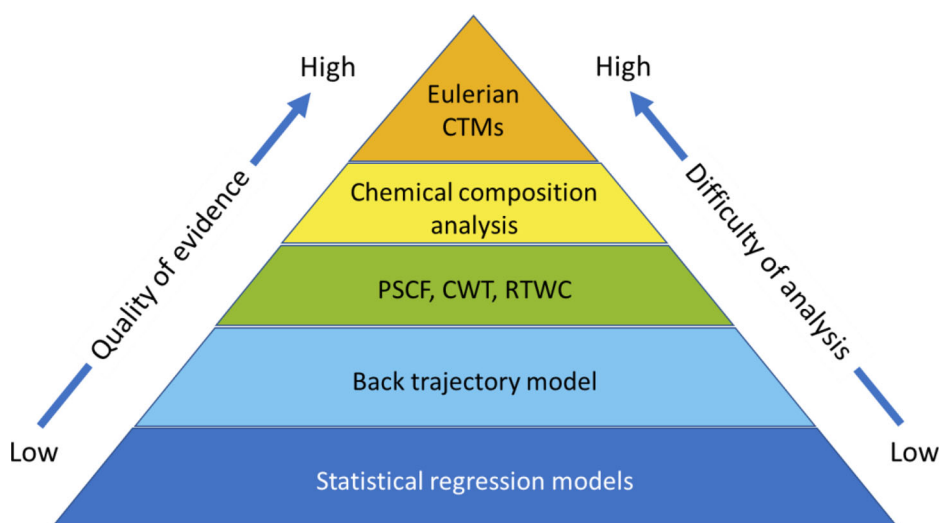 High
High
Eulerian
CTMs
Quality of evidence
Difficulty of analysis
Chemical composition
analysis
PSCF, CWT, RTWC
Back trajectory model
Low
Low
Statistical regression models